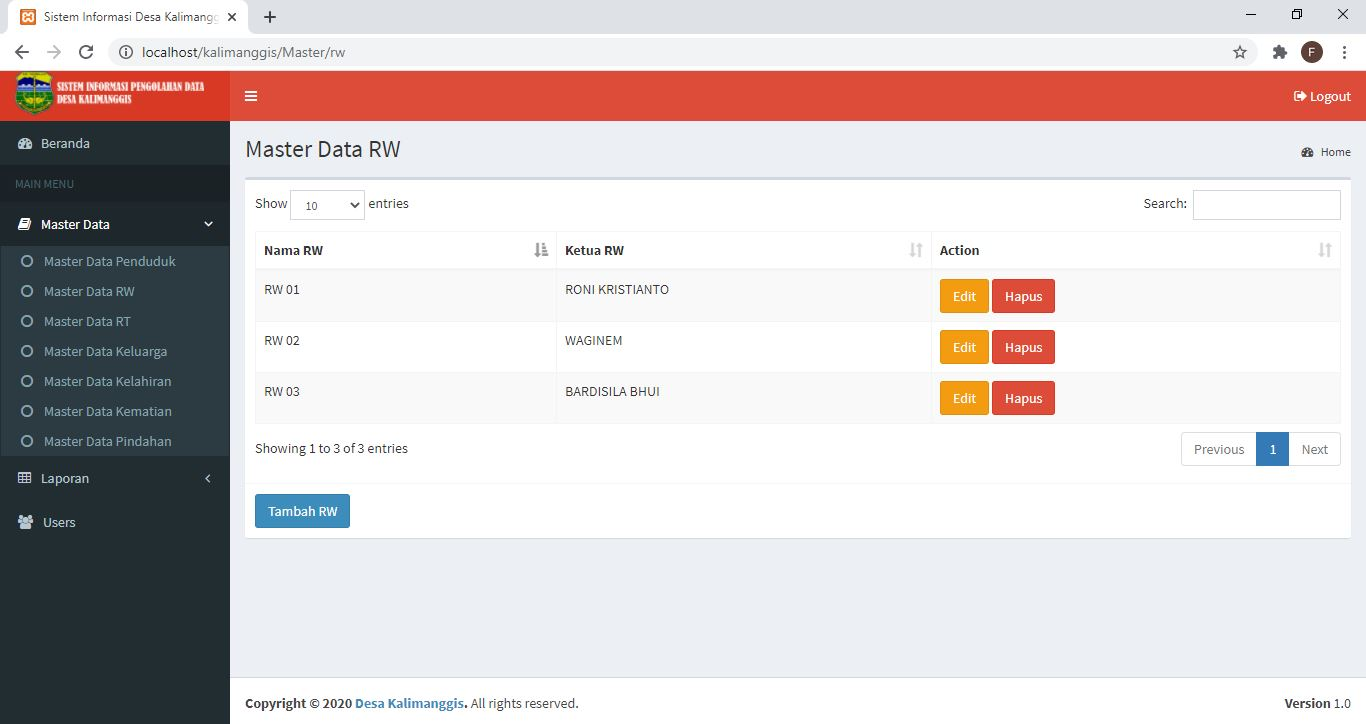 Sistem Informasi Desa Kalimangg
localhost/kalimanggis/Master/rw
F
SISTEM INFORMASI PENGOLAHAN DATA
DESA KALIMANGGIS
Logout
Beranda
MAIN MENU
Master Data
Master Data Penduduk
Master Data RW
Master Data RT
Master Data Keluarga
Master Data Kelahiran
Master Data Kematian
Master Data Pindahan
Laporan
Users
Master Data RW
Home
Show 10 entries
Search:
Nama RW Ketua RW Action
RW 01 RONI KRISTIANTO Edit Hapus
RW 02 WAGINEM Edit Hapus
RW 03 BARDISILA BHUI Edit Hapus
Showing 1 to 3 of 3 entries
Previous 1 Next
Tambah RW
Copyright © 2020 Desa Kalimanggis. All rights reserved.
Version 1.0